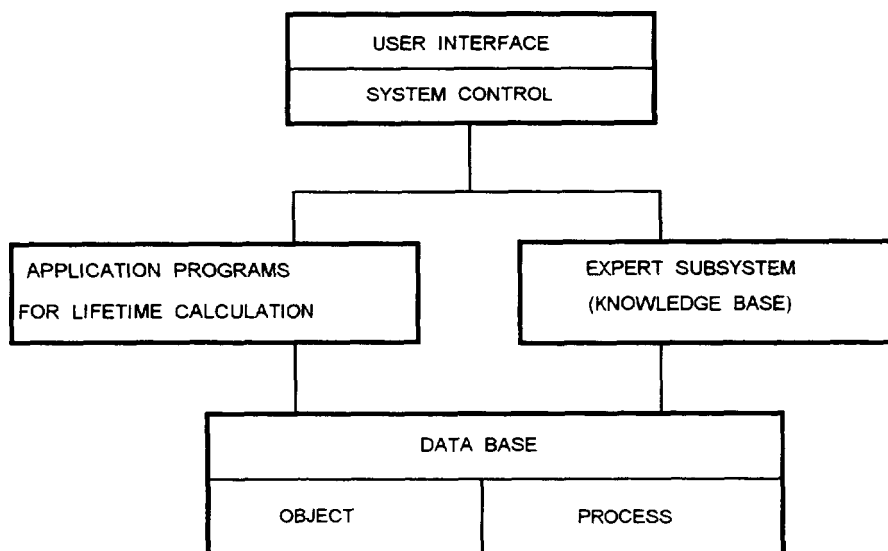 USER INTERFACE
SYSTEM CONTROL
APPLICATION PROGRAMS
FOR LIFETIME CALCULATION
EXPERT SUBSYSTEM
(KNOWLEDGE BASE)
DATA BASE
OBJECT
PROCESS